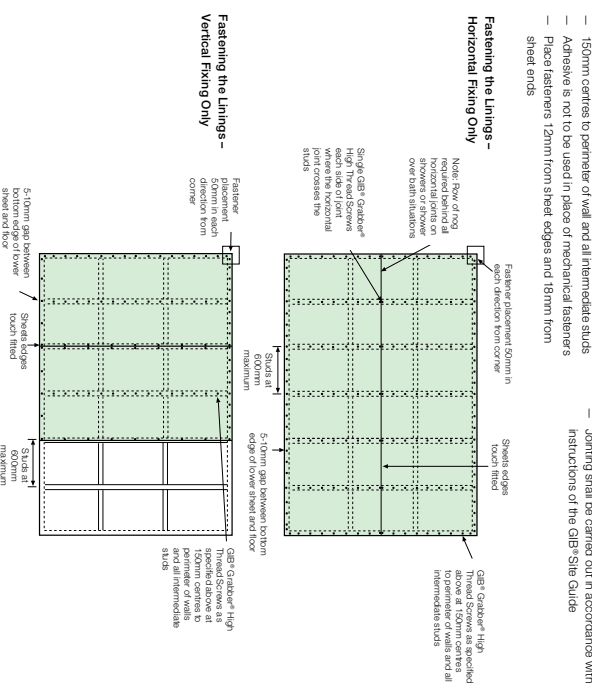 – 150mm centres to perimeter of wall and all intermediate studs
– Adhesive is not to be used in place of mechanical fasteners
– Place fasteners 12mm from sheet edges and 18mm from
sheet ends
– Jointing shall be carried out in accordance with
instructions of the GIB® Site Guide
Fastening the Linings –
Horizontal Fixing Only
Fastener placement 50mm in
each direction from corner
Sheets edges
touch fitted
GIB® Grabber® High
Thread Screws as specified
above at 150mm centres
to perimeter of walls and all
intermediate studs
Note: Row of nog
required behind all
horizontal joints on
showers of shower
over bath situations
Single GIB® Grabber®
High Thread Screws
each side of joint
where the horizontal
joint crosses the
studs
Studs at
600mm
maximum
5-10mm gap between bottom
edge of lower sheet and floor
Fastening the Linings –
Vertical Fixing Only
Fastener
placement
50mm in each
direction from
corner
GIB® Grabber® High
Thread Screws as
specified above at
150mm centres to
perimeter of walls
and all intermediate
studs
5-10mm gap between
bottom edge of lower
sheet and floor
Sheets edges
touch fitted
Studs at
600mm
maximum